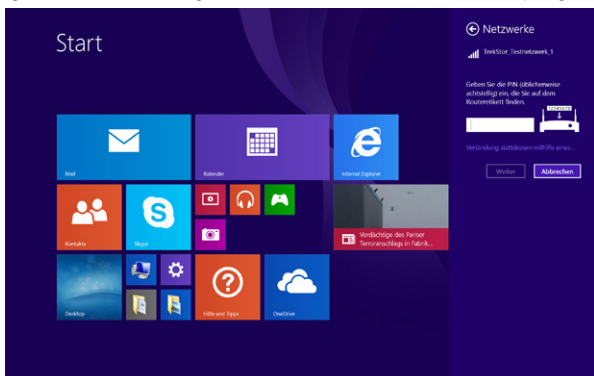 Start
Mail
Kalender
Internet Explorer
Kontakte
Skype
Verdächtige des Pariser
Terroranschlags in Fabrik...
Desktop
Hilfe und Tipps
OneDrive
Netzwerke
TrekStor_Testnetzwerk_1
Geben Sie die PIN (üblicherweise
achtstellig) ein, die Sie auf dem
Routeretikett finden.
Verbindung stattdessen mithilfe eines...
Weiter
Abbrechen